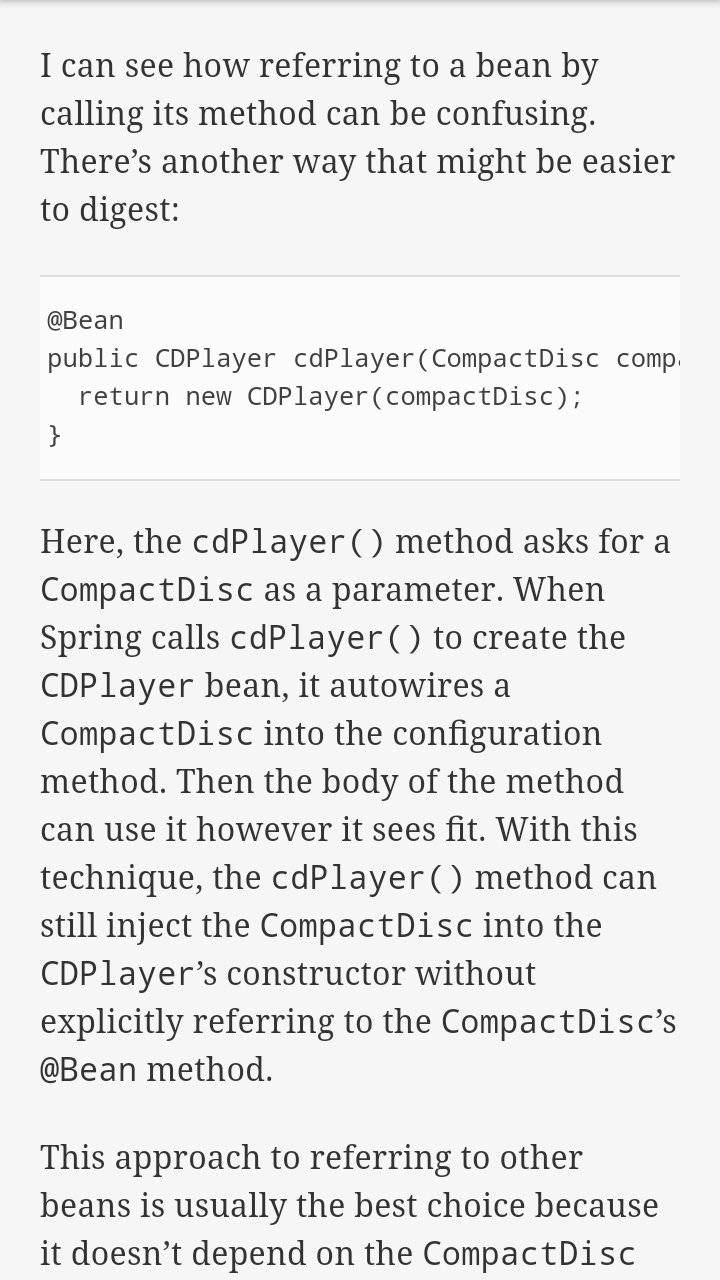 I can see how referring to a bean by
calling its method can be confusing.
There’s another way that might be easier
to digest:
@Bean
public CDPlayer cdPlayer(CompactDisc comp
  return new CDPlayer(compactDisc);
}
Here, the cdPlayer() method asks for a
CompactDisc as a parameter. When
Spring calls cdPlayer() to create the
CDPlayer bean, it autowires a
CompactDisc into the configuration
method. Then the body of the method
can use it however it sees fit. With this
technique, the cdPlayer() method can
still inject the CompactDisc into the
CDPlayer’s constructor without
explicitly referring to the CompactDisc’s
@Bean method.
This approach to referring to other
beans is usually the best choice because
it doesn’t depend on the CompactDisc